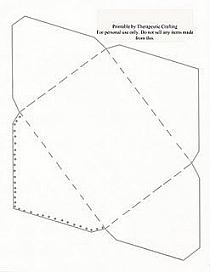 Printable by Therapeutic Crafting
For personal use only. Do not sell any items made
from this.